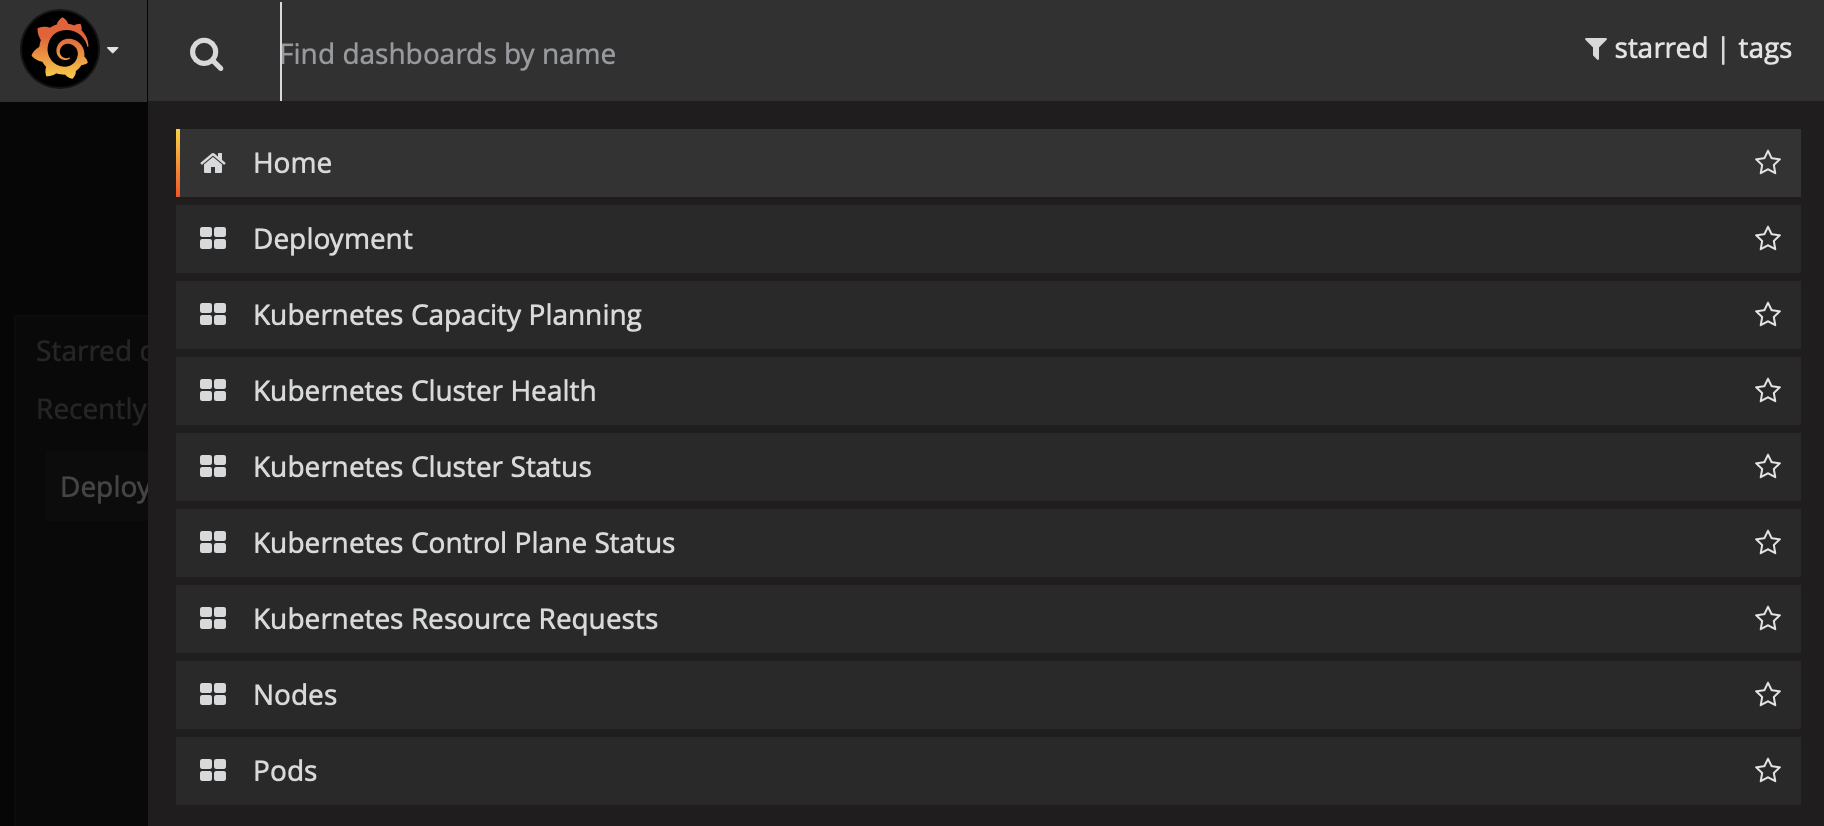 Find dashboards by name
starred | tags
Home
Deployment
Kubernetes Capacity Planning
Kubernetes Cluster Health
Kubernetes Cluster Status
Kubernetes Control Plane Status
Kubernetes Resource Requests
Nodes
Pods
Starred d
Recently
Deploy